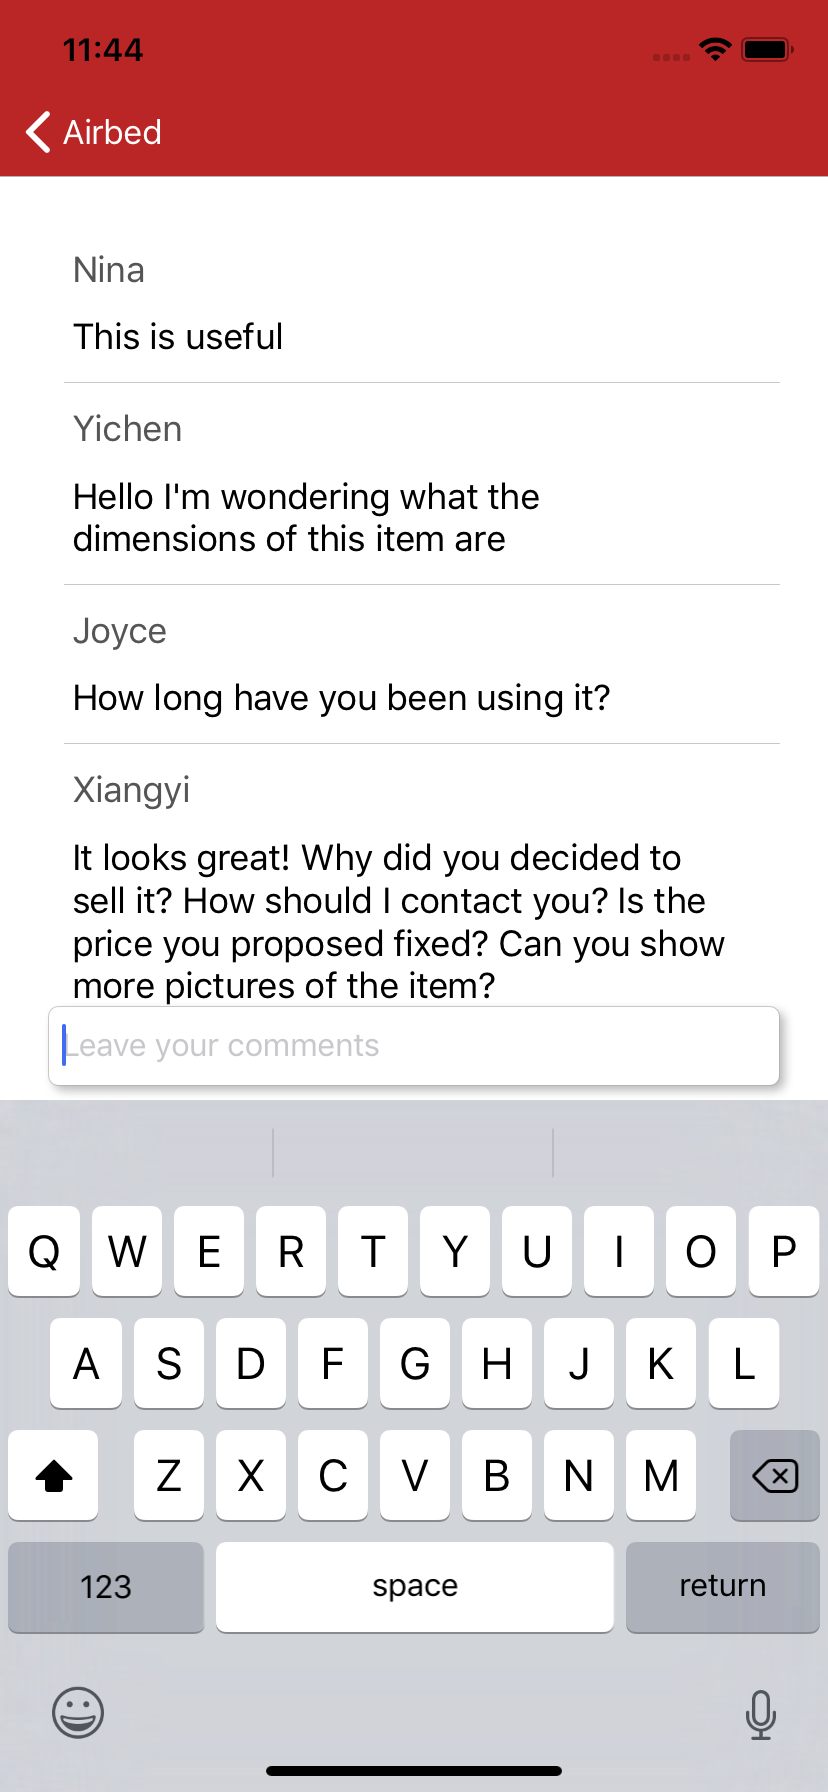 11:44
Airbed
Nina
This is useful
Yichen
Hello I'm wondering what the
dimensions of this item are
Joyce
How long have you been using it?
Xiangyi
It looks great! Why did you decided to
sell it? How should I contact you? Is the
price you proposed fixed? Can you show
more pictures of the item?
Leave your comments
Q W E R T Y U I O P
A S D F G H J K L
Z X C V B N M
123 space return